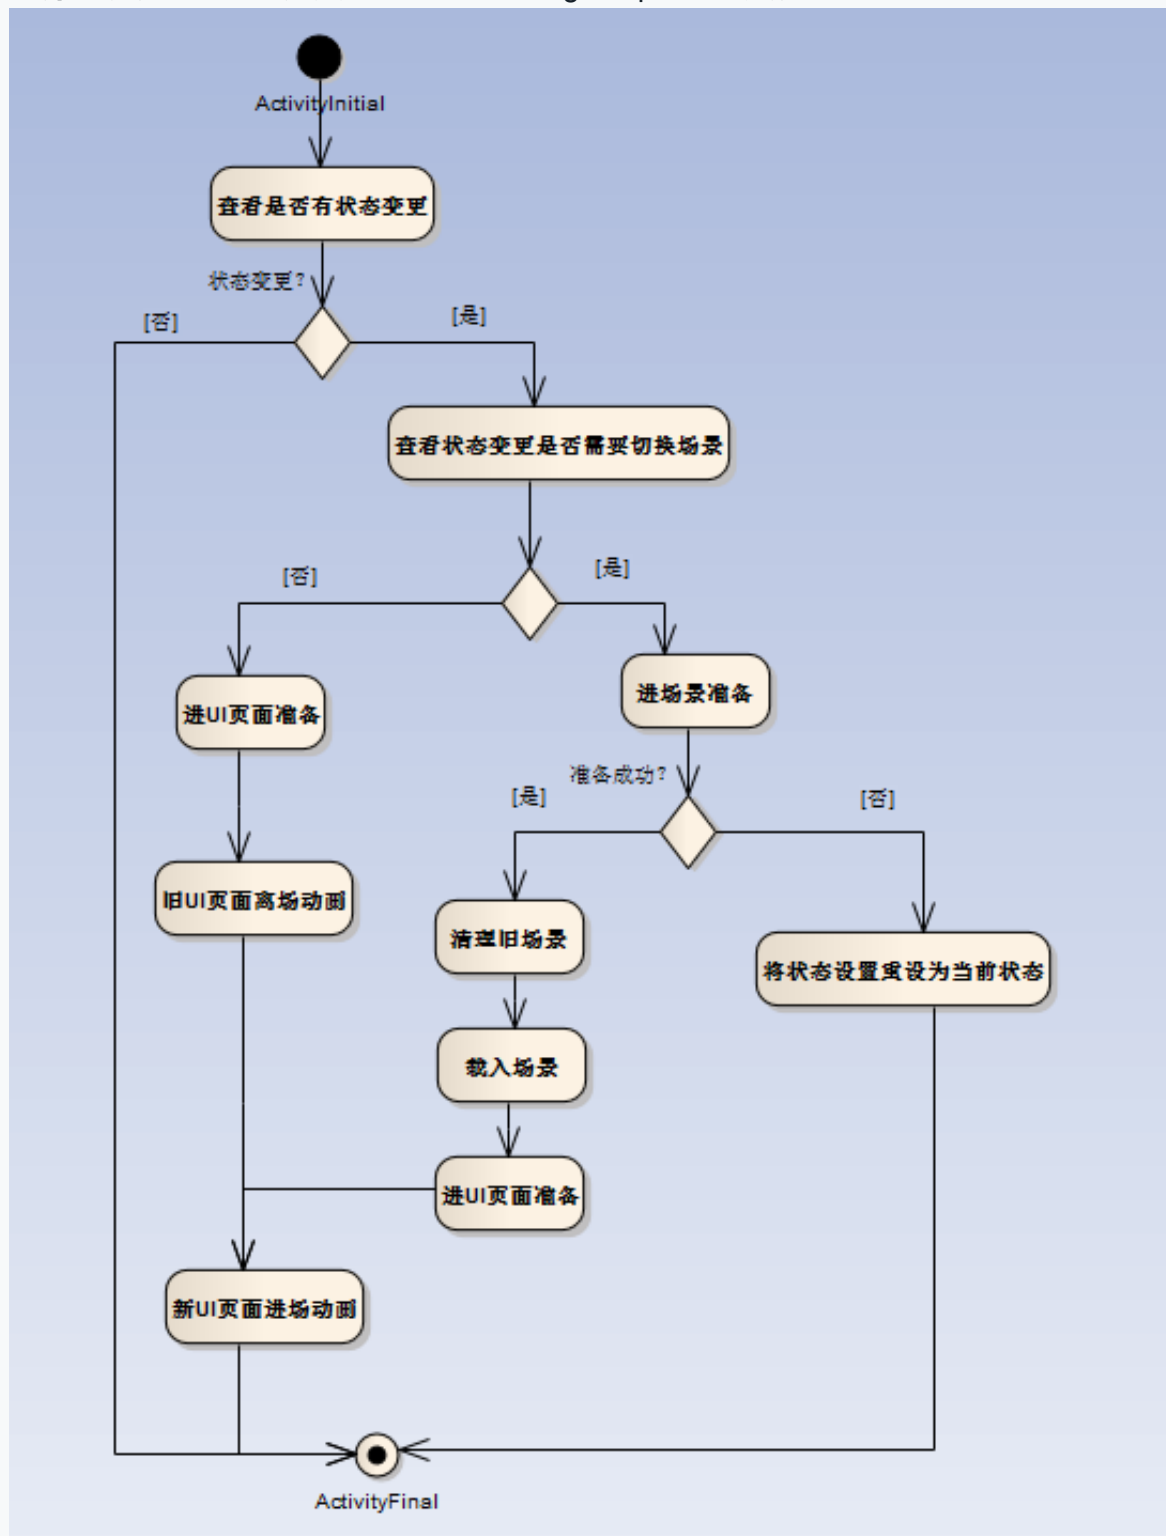 ActivityInitial
查看是否有状态变更
状态变更?
[否]
[是]
查看状态变更是否需要切换场景
[否]
[是]
进UI页面准备
进场景准备
准备成功?
[是]
[否]
旧UI页面离场动画
清理旧场景
将状态设置重设为当前状态
载入场景
进UI页面准备
新UI页面进场动画
ActivityFinal